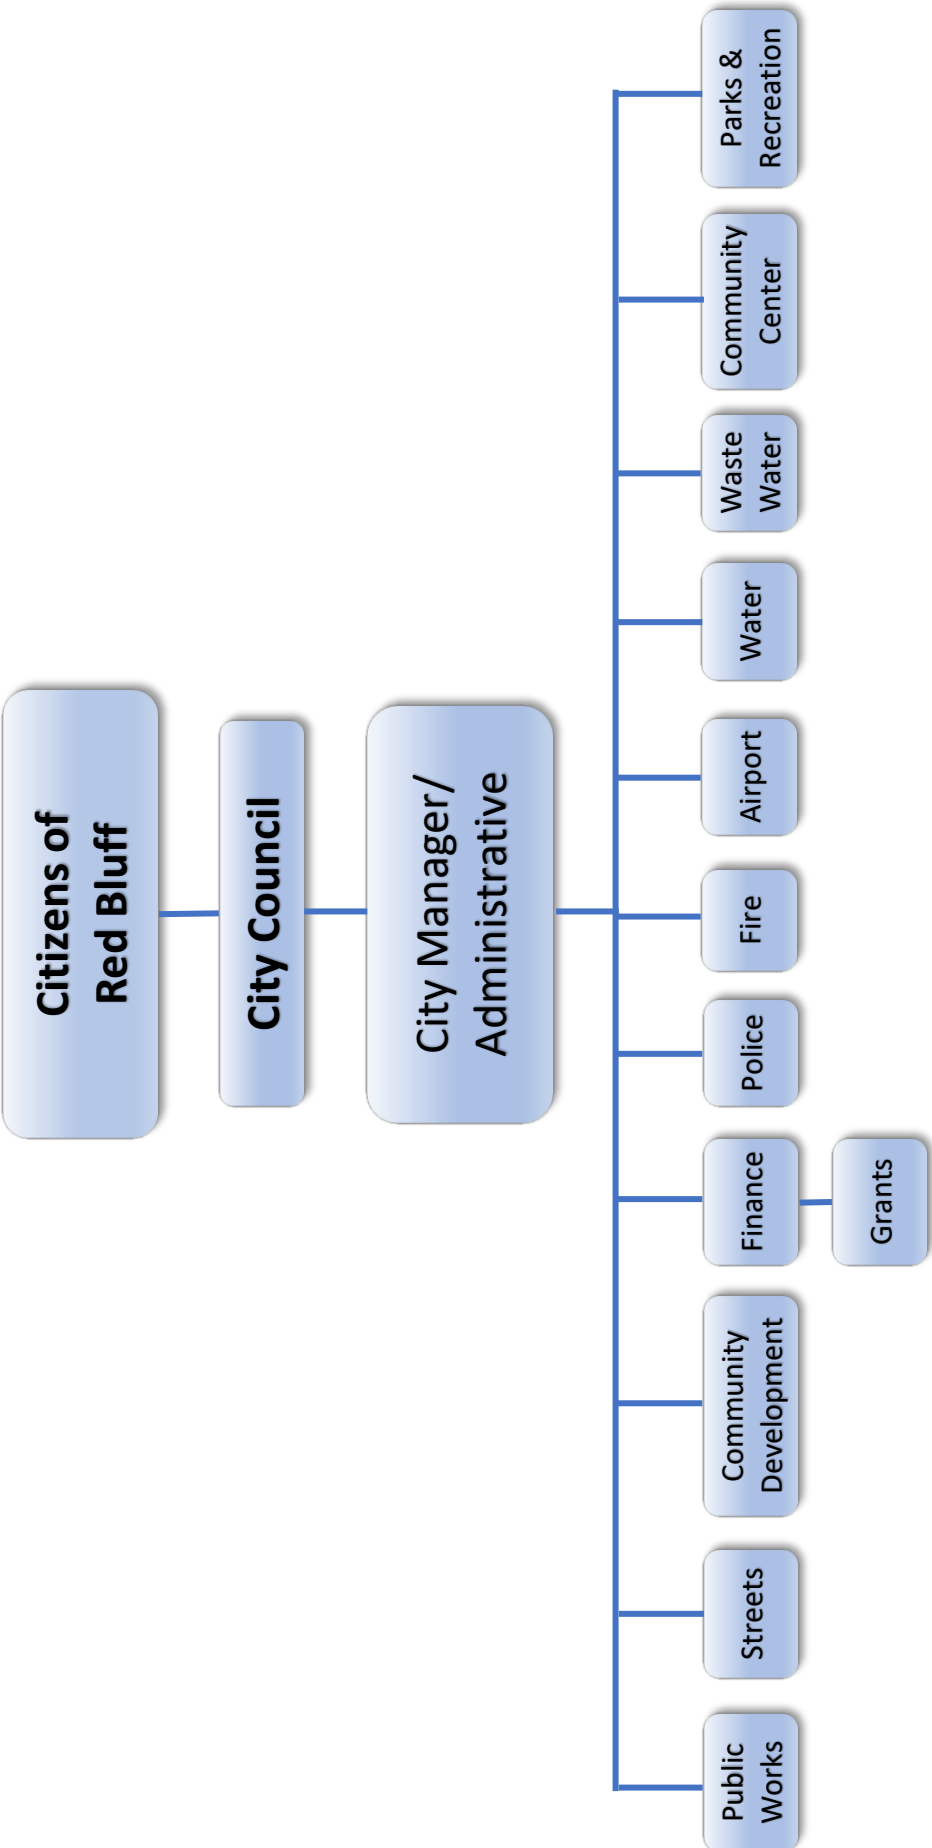 Citizens of
Red Bluff
City Council
City Manager/
Administrative
Public
Works
Streets
Community
Development
Finance
Police
Fire
Airport
Water
Waste
Water
Community
Center
Parks &
Recreation
Grants